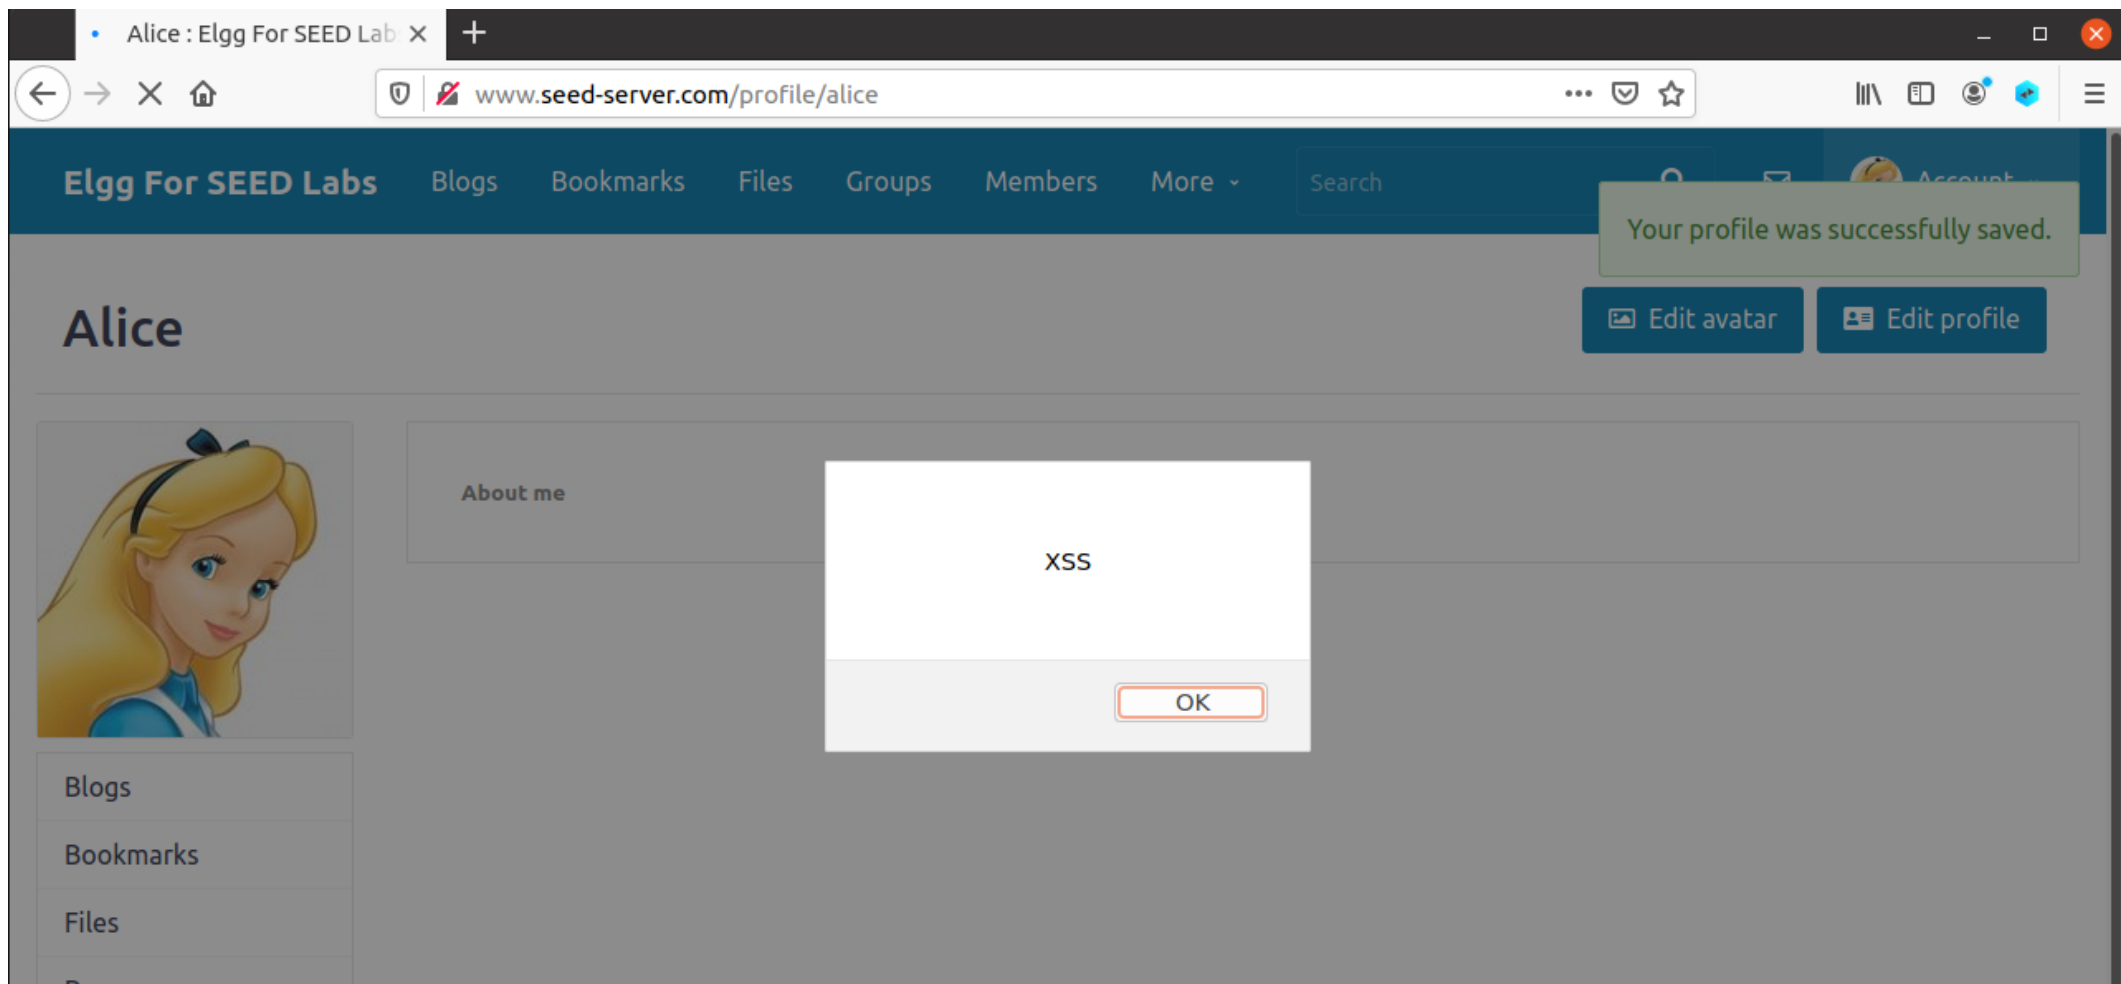 Alice : Elgg For SEED Lab
www.seed-server.com/profile/alice
Elgg For SEED Labs Blogs Bookmarks Files Groups Members More Search Account
Your profile was successfully saved.
Alice
Edit avatar Edit profile
About me
XSS
OK
Blogs
Bookmarks
Files